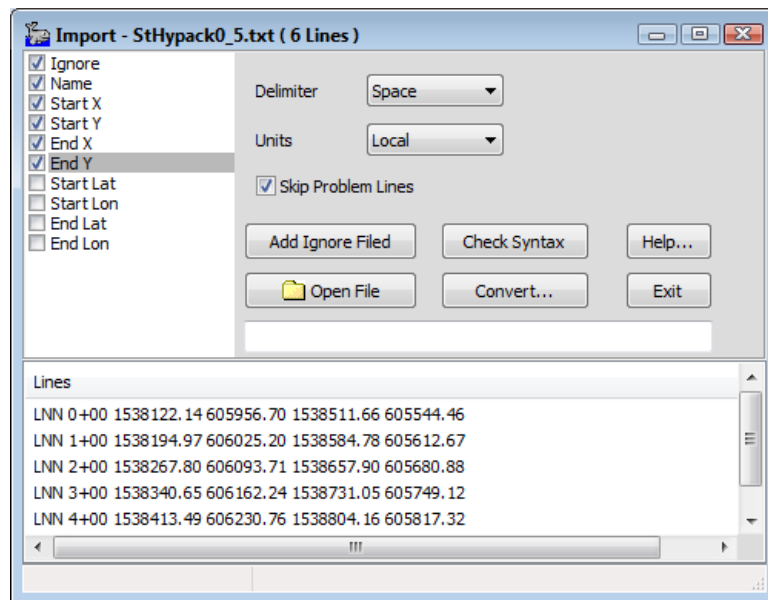 Import - StHypack0_5.txt ( 6 Lines )
Ignore
Name
Start X
Start Y
End X
End Y
Start Lat
Start Lon
End Lat
End Lon
Delimiter Space
Units Local
Skip Problem Lines
Add Ignore Filed Check Syntax Help...
Open File Convert... Exit
Lines
LNN 0+00 1538122.14 605956.70 1538511.66 605544.46
LNN 1+00 1538194.97 606025.20 1538584.78 605612.67
LNN 2+00 1538267.80 606093.71 1538657.90 605680.88
LNN 3+00 1538340.65 606162.24 1538731.05 605749.12
LNN 4+00 1538413.49 606230.76 1538804.16 605817.32